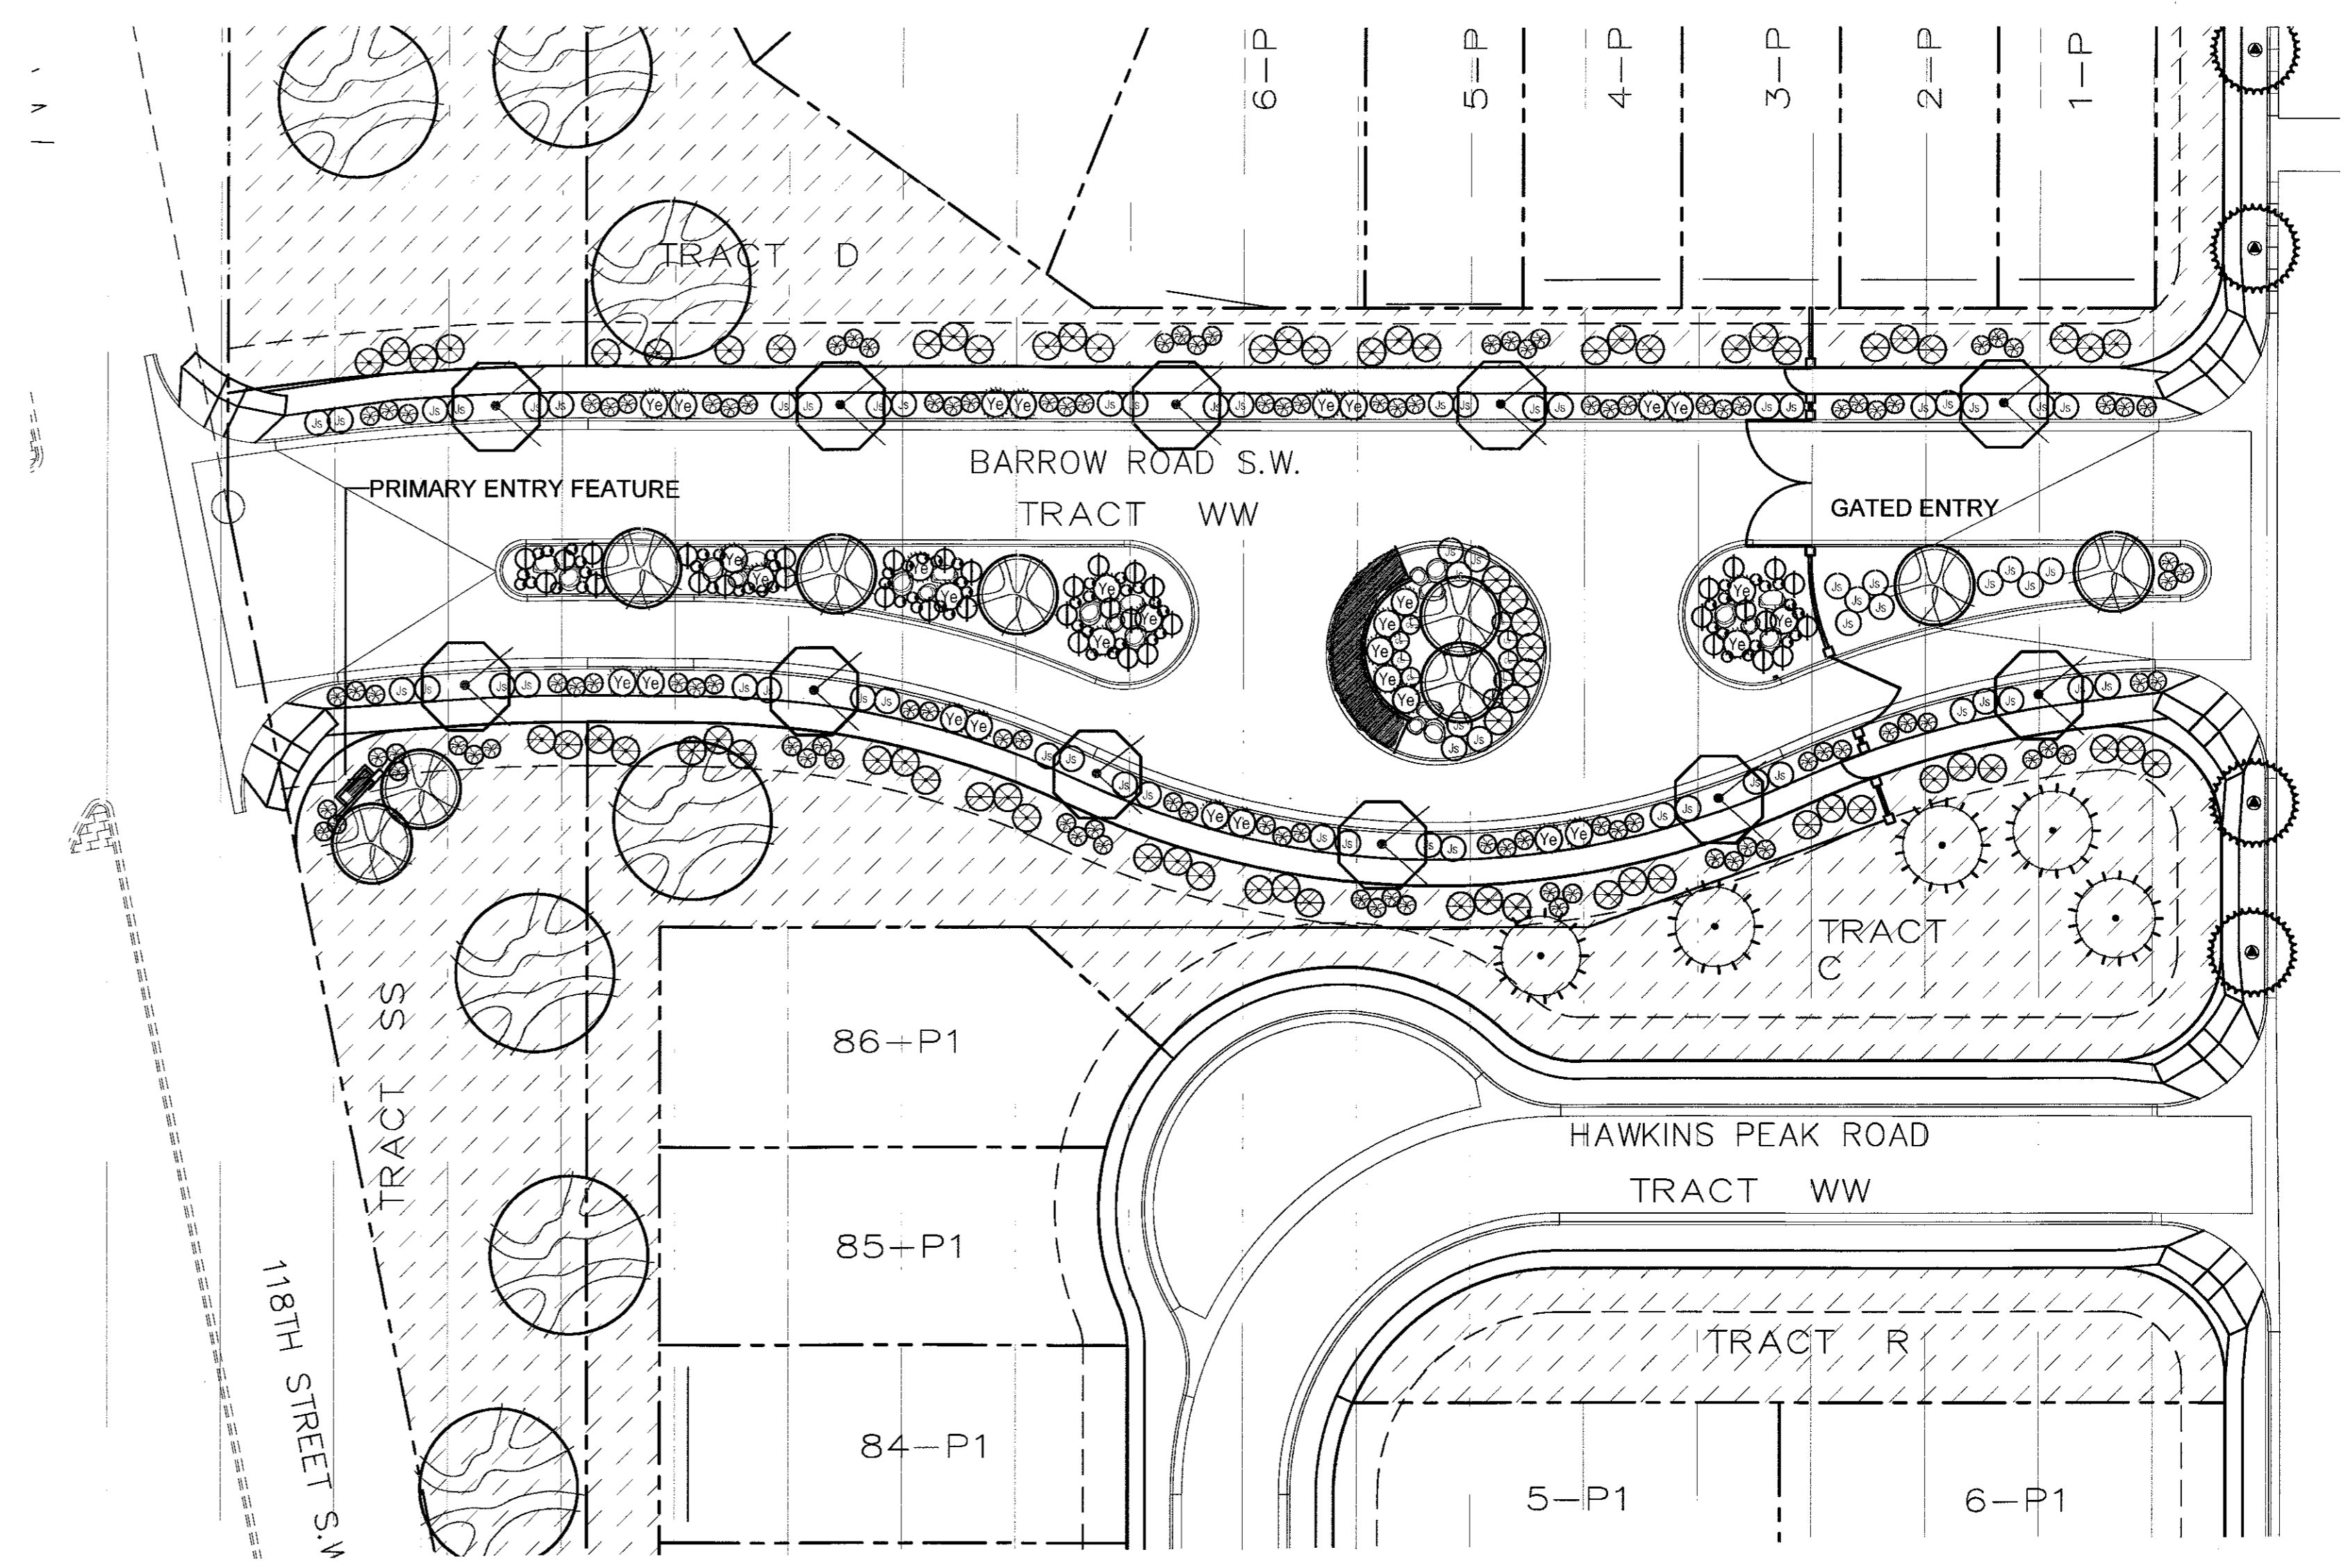 6-P
5-P
4-P
3-P
2-P
1-P
TRACT D
BARROW ROAD S.W.
PRIMARY ENTRY FEATURE
TRACT WW
GATED ENTRY
TRACT
C
TRACT SS
86-P1
HAWKINS PEAK ROAD
TRACT WW
85-P1
118TH STREET S.W
TRACT R
84-P1
5-P1
6-P1